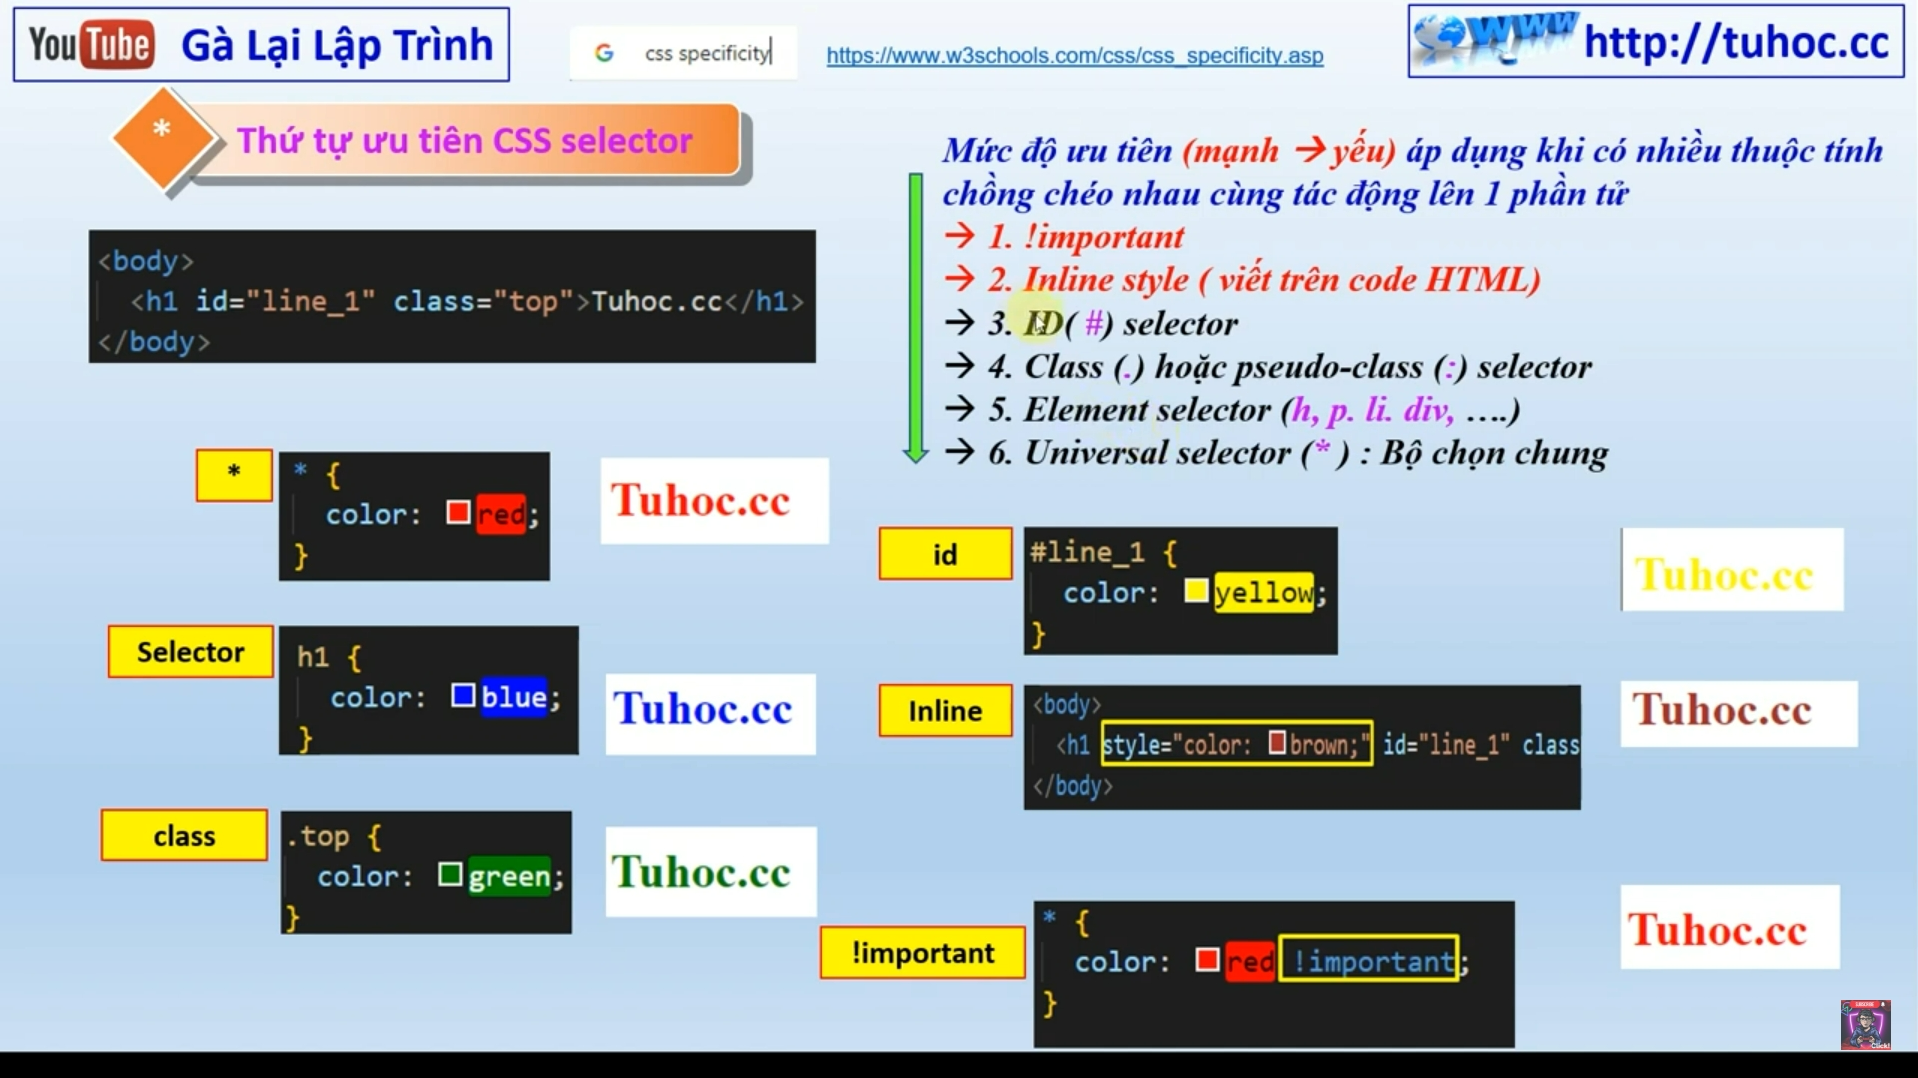 YouTube Gà Lại Lập Trình
G css specificity
https://www.w3schools.com/css/css_specificity.asp
WWW http://tuhoc.cc
* Thứ tự ưu tiên CSS selector
<body>
<h1 id="line_1" class="top">Tuhoc.cc</h1>
</body>
Mức độ ưu tiên (mạnh → yếu) áp dụng khi có nhiều thuộc tính
chồng chéo nhau cùng tác động lên 1 phần tử
→ 1. !important
→ 2. Inline style ( viết trên code HTML)
→ 3. ID( #) selector
→ 4. Class (.) hoặc pseudo-class (:) selector
→ 5. Element selector (h, p. li. div, ….)
→ 6. Universal selector (* ) : Bộ chọn chung
*
* {
color: red;
}
Tuhoc.cc
Selector
h1 {
color: blue;
}
Tuhoc.cc
class
.top {
color: green;
}
Tuhoc.cc
id
#line_1 {
color: yellow;
}
Tuhoc.cc
Inline
<body>
<h1 style="color: brown;" id="line_1" class
</body>
Tuhoc.cc
!important
* {
color: red !important;
}
Tuhoc.cc
Click!